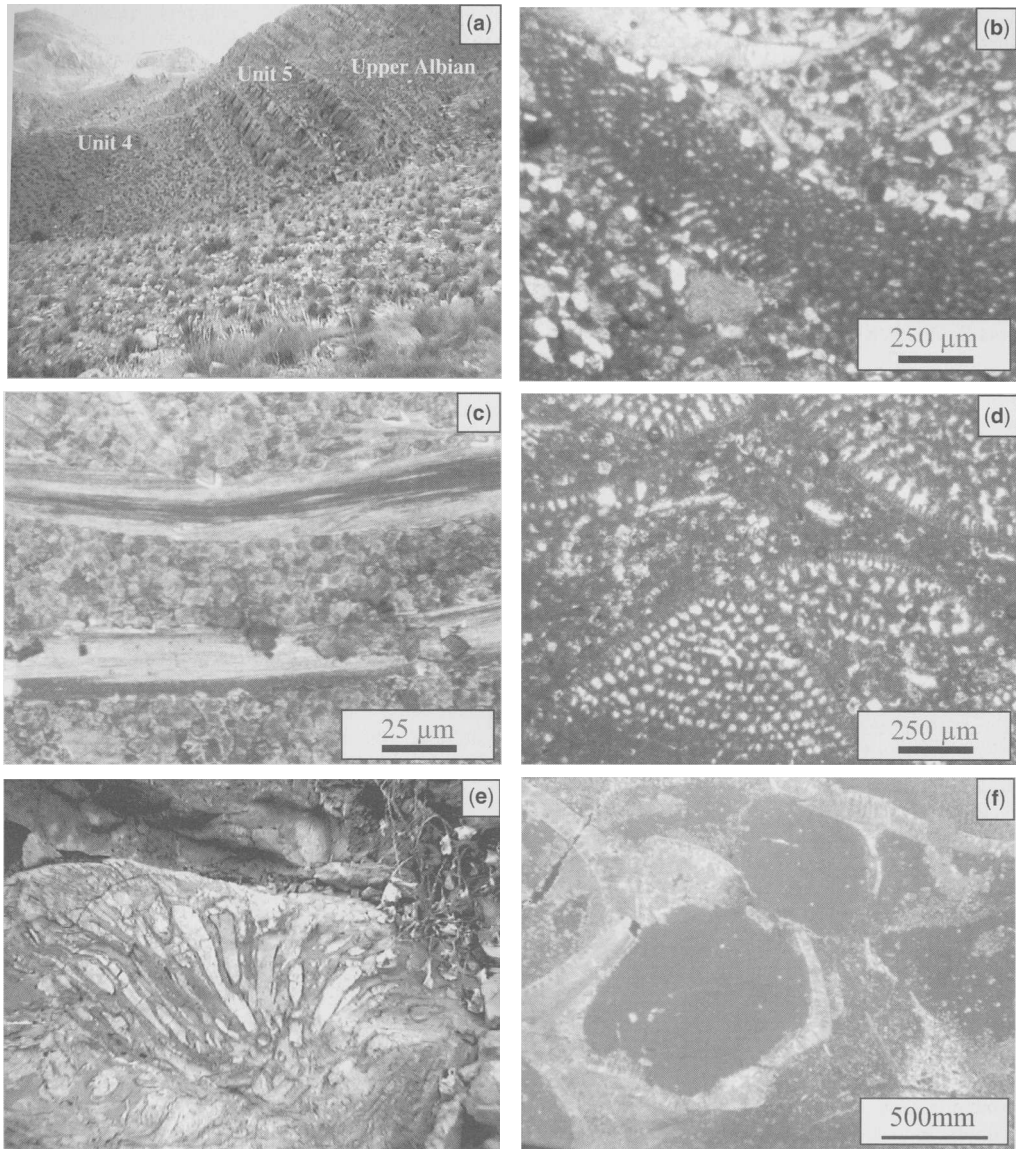 (a)
Unit 4
Unit 5
Upper Albian
(b)
250 µm
(c)
25 µm
(d)
250 µm
(e)
(f)
500mm